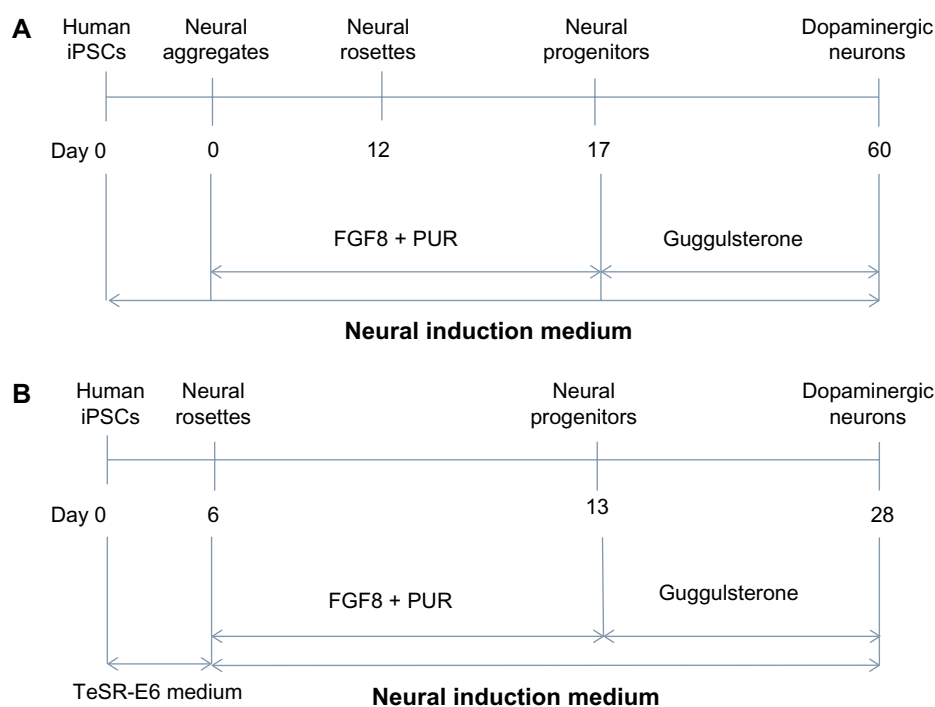 A
Human
iPSCs
Neural
aggregates
Neural
rosettes
Neural
progenitors
Dopaminergic
neurons
Day 0
0
12
17
60
FGF8 + PUR
Guggulsterone
Neural induction medium
B
Human
iPSCs
Neural
rosettes
Neural
progenitors
Dopaminergic
neurons
Day 0
6
13
28
FGF8 + PUR
Guggulsterone
TeSR-E6 medium
Neural induction medium